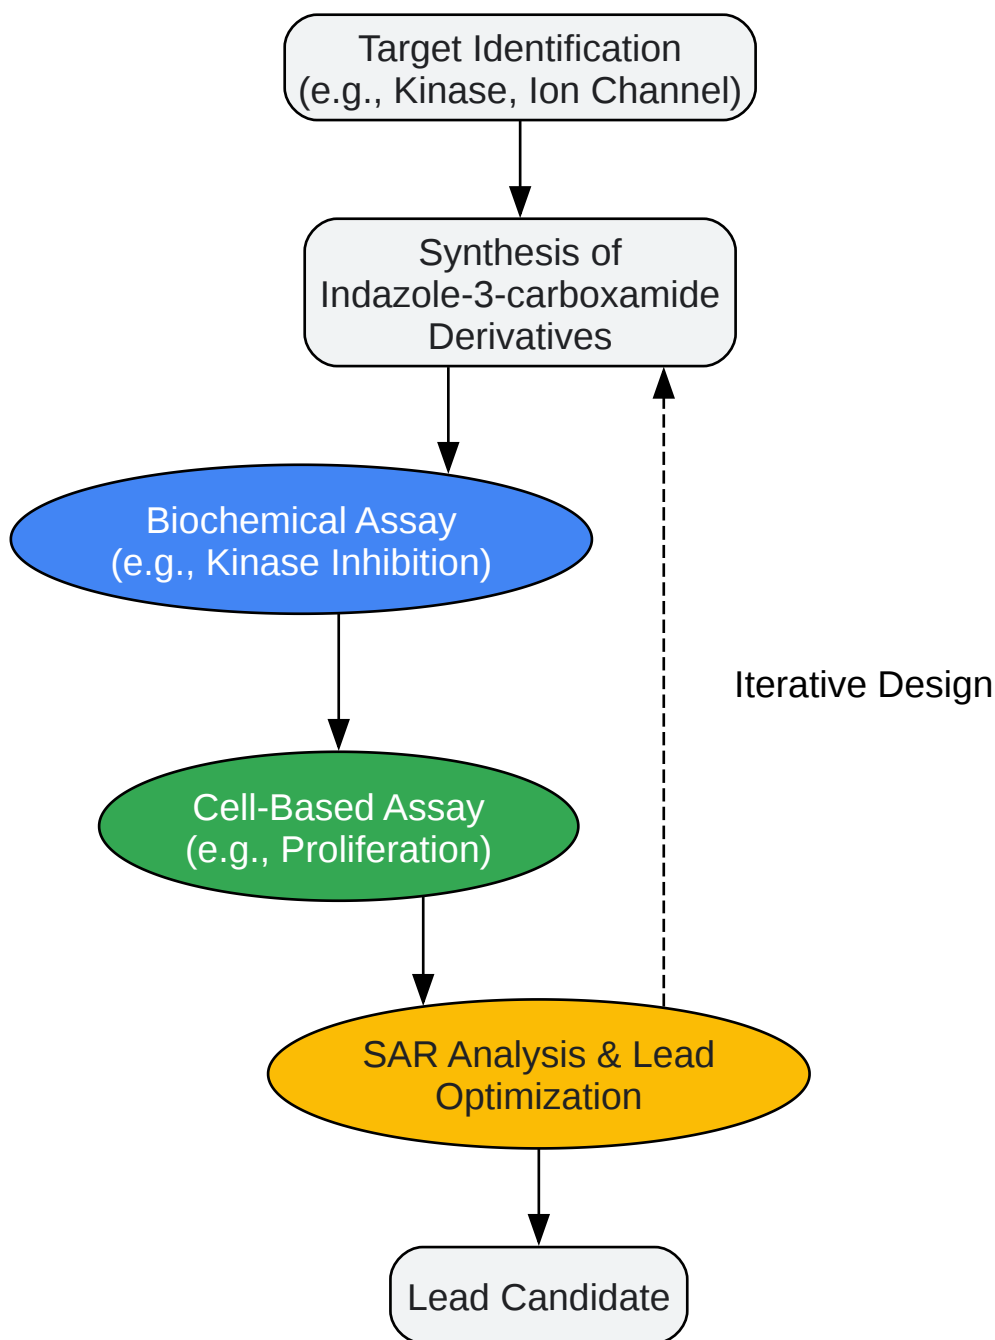 Target Identification
(e.g., Kinase, Ion Channel)
Synthesis of
Indazole-3-carboxamide
Derivatives
Biochemical Assay
(e.g., Kinase Inhibition)
Iterative Design
Cell-Based Assay
(e.g., Proliferation)
SAR Analysis & Lead
Optimization
Lead Candidate